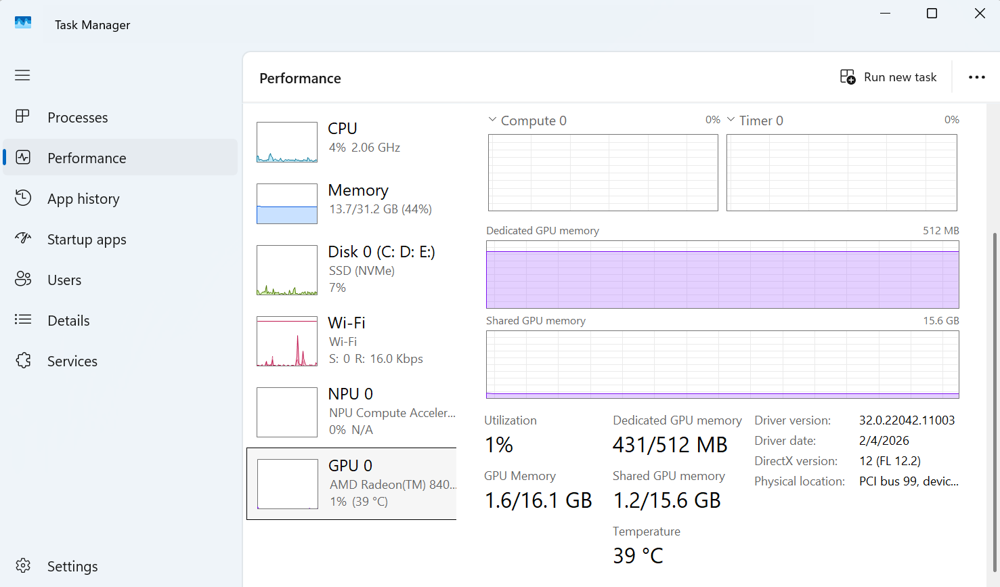 Task Manager
Performance
Run new task
Processes
Performance
App history
Startup apps
Users
Details
Services
Settings
CPU
4% 2.06 GHz
Memory
13.7/31.2 GB (44%)
Disk 0 (C: D: E:)
SSD (NVMe)
7%
Wi-Fi
Wi-Fi
S: 0 R: 16.0 Kbps
NPU 0
NPU Compute Acceler...
0% N/A
GPU 0
AMD Radeon(TM) 840...
1% (39 °C)
Compute 0 0%
Timer 0 0%
Dedicated GPU memory 512 MB
Shared GPU memory 15.6 GB
Utilization
1%
Dedicated GPU memory
431/512 MB
GPU Memory
1.6/16.1 GB
Shared GPU memory
1.2/15.6 GB
Temperature
39 °C
Driver version: 32.0.22042.11003
Driver date: 2/4/2026
DirectX version: 12 (FL 12.2)
Physical location: PCI bus 99, devic...